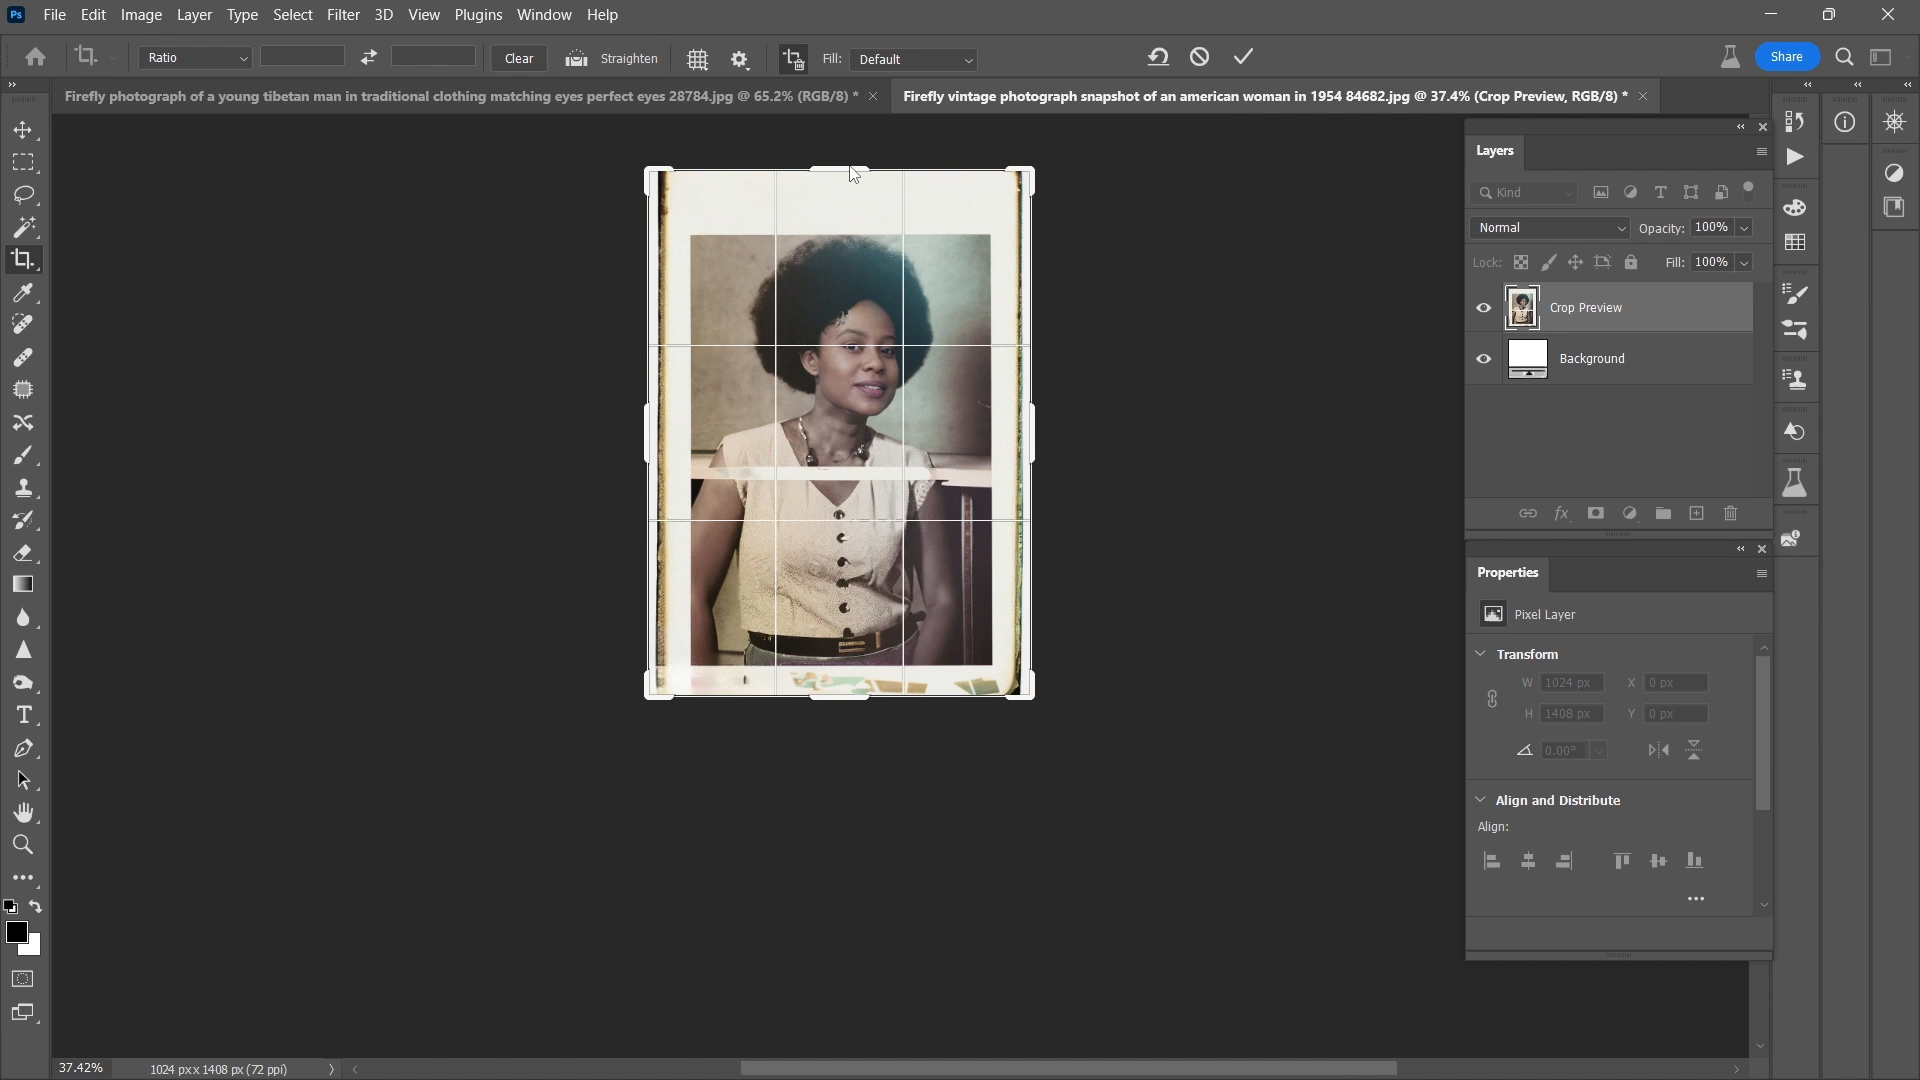 Ps File Edit Image Layer Type Select Filter 3D View Plugins Window Help
Ratio Clear Straighten Fill: Default Share
Firefly photograph of a young tibetan man in traditional clothing matching eyes perfect eyes 28784.jpg @ 65.2% (RGB/8) *
Firefly vintage photograph snapshot of an american woman in 1954 84682.jpg @ 37.4% (Crop Preview, RGB/8) *
Layers
Kind
Normal Opacity: 100%
Lock: Fill: 100%
Crop Preview
Background
Properties
Pixel Layer
Transform
W 1024 px X 0 px
H 1408 px Y 0 px
0.00°
Align and Distribute
Align:
37.42% 1024 px x 1408 px (72 ppi)